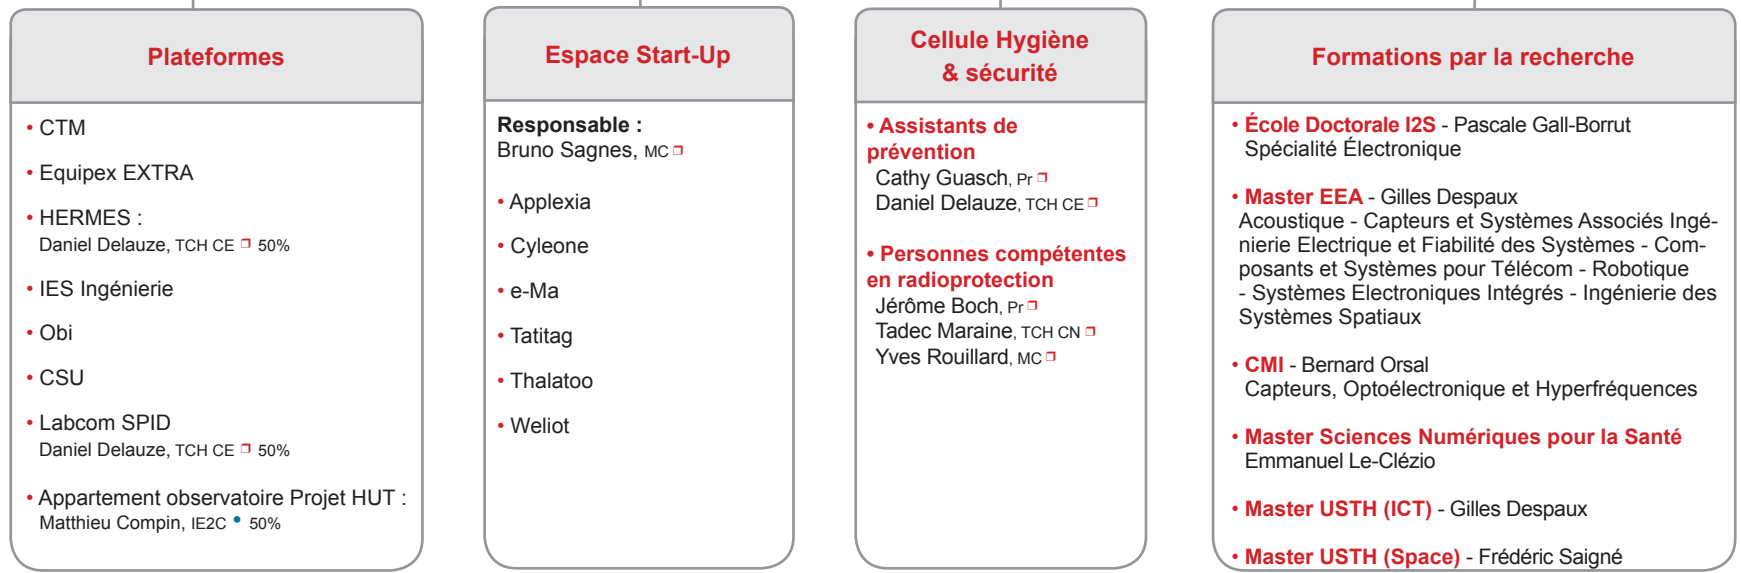 Plateformes
• CTM
• Equipex EXTRA
• HERMES :
Daniel Delauze, TCH CE ❐ 50%
• IES Ingénierie
• Obi
• CSU
• Labcom SPID
Daniel Delauze, TCH CE ❐ 50%
• Appartement observatoire Projet HUT :
Matthieu Compin, IE2C • 50%
Espace Start-Up
Responsable :
Bruno Sagnes, MC ❐
• Applexia
• Cyleone
• e-Ma
• Tatitag
• Thalatoo
• Weliot
Cellule Hygiène
& sécurité
• Assistants de
prévention
Cathy Guasch, Pr ❐
Daniel Delauze, TCH CE ❐
• Personnes compétentes
en radioprotection
Jérôme Boch, Pr ❐
Tadec Maraine, TCH CN ❐
Yves Rouillard, MC ❐
Formations par la recherche
• École Doctorale I2S - Pascale Gall-Borrut
Spécialité Électronique
• Master EEA - Gilles Despaux
Acoustique - Capteurs et Systèmes Associés Ingé-
nierie Electrique et Fiabilité des Systèmes - Com-
posants et Systèmes pour Télécom - Robotique
- Systèmes Electroniques Intégrés - Ingénierie des
Systèmes Spatiaux
• CMI - Bernard Orsal
Capteurs, Optoélectronique et Hyperfréquences
• Master Sciences Numériques pour la Santé
Emmanuel Le-Clézio
• Master USTH (ICT) - Gilles Despaux
• Master USTH (Space) - Frédéric Saigné